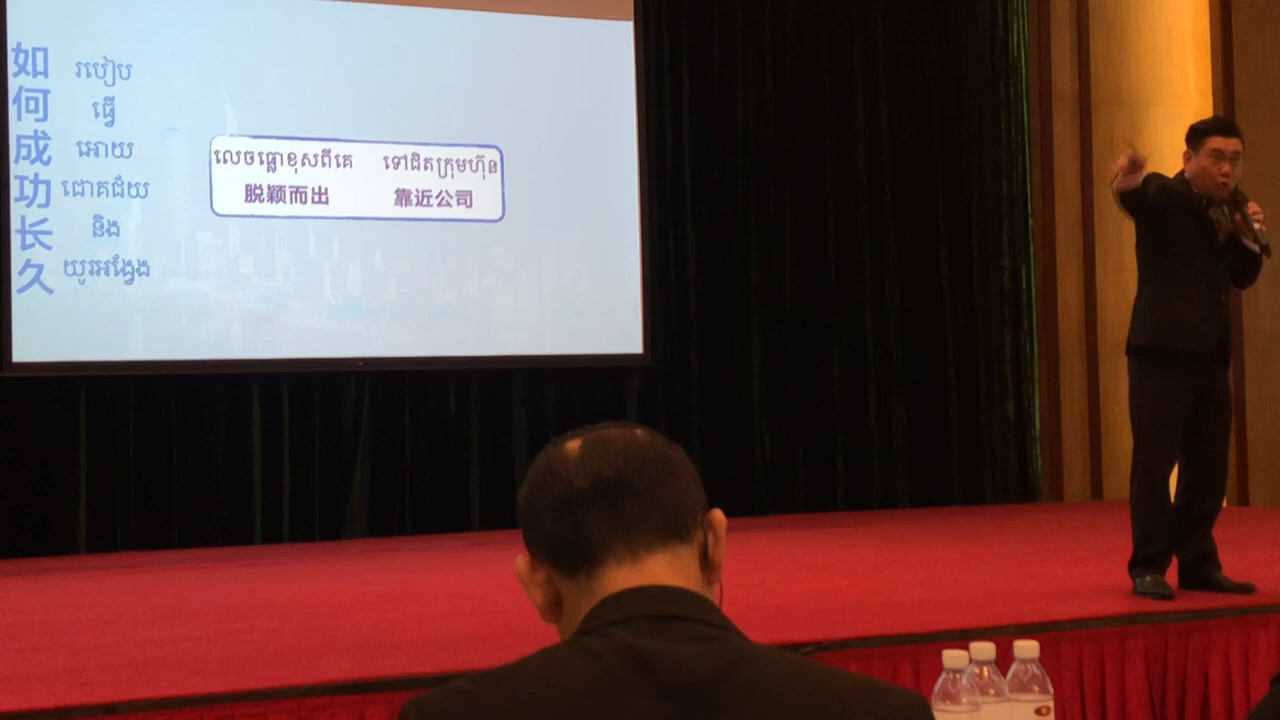 如何成功长久
របៀប
ធ្វើ
អោយ
ជោគជ័យ
និង
យូរអង្វែង
លេចធ្លោខុសពីគេ ទៅជិតក្រុមហ៊ុន
脱颖而出 靠近公司